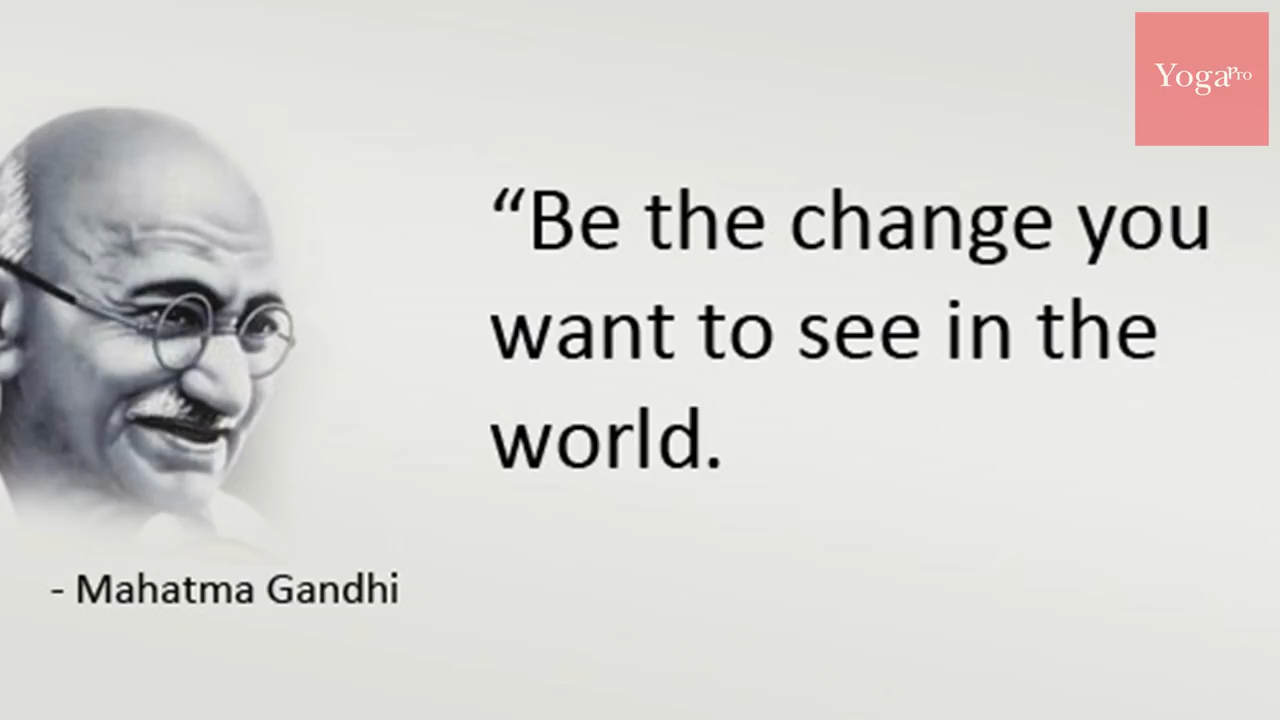 Yoga Pro
“Be the change you
want to see in the
world.
- Mahatma Gandhi